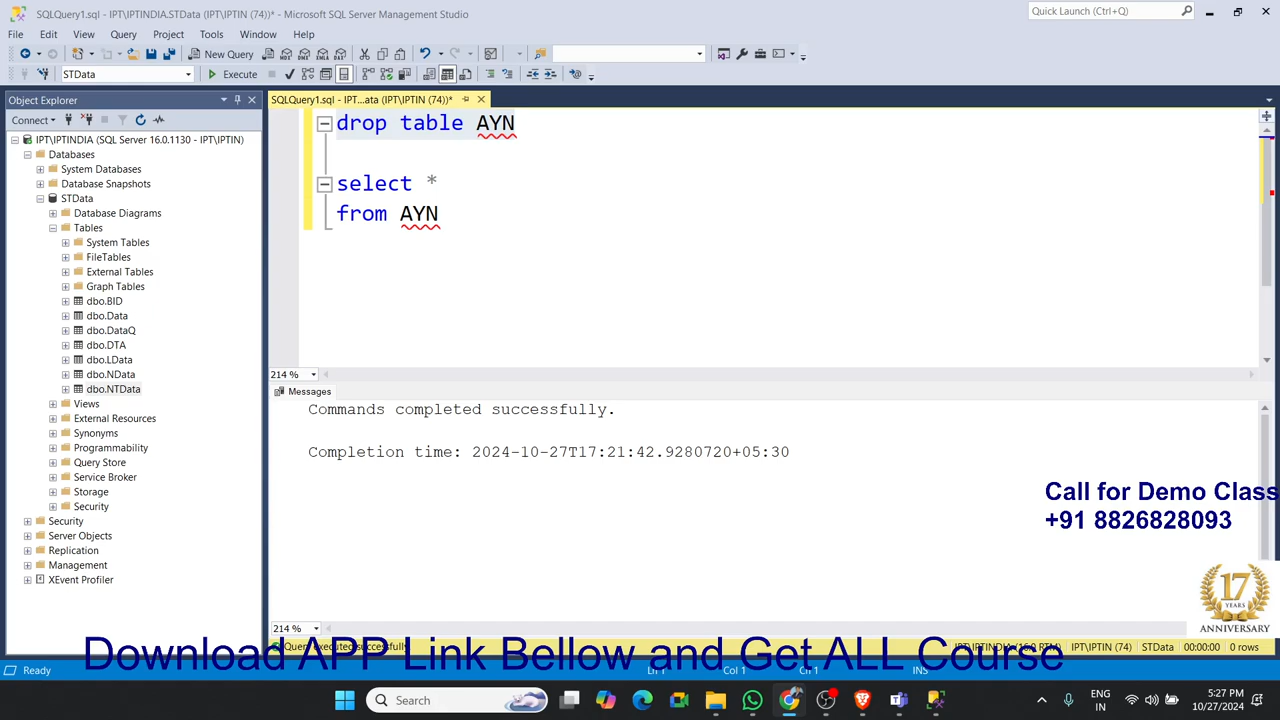 SQLQuery1.sql - IPT\IPTINDIA.STData (IPT\IPTIN (74))* - Microsoft SQL Server Management Studio
Quick Launch (Ctrl+Q)
File Edit View Query Project Tools Window Help
New Query
STData
Execute
Object Explorer
SQLQuery1.sql - IPT...ata (IPT\IPTIN (74))*
Connect
IPT\IPTINDIA (SQL Server 16.0.1130 - IPT\IPTIN)
Databases
System Databases
Database Snapshots
STData
Database Diagrams
Tables
System Tables
FileTables
External Tables
Graph Tables
dbo.BID
dbo.Data
dbo.DataQ
dbo.DTA
dbo.LData
dbo.NData
dbo.NTData
Views
External Resources
Synonyms
Programmability
Query Store
Service Broker
Storage
Security
Security
Server Objects
Replication
Management
XEvent Profiler
drop table AYN
select *
from AYN
214 %
Messages
Commands completed successfully.
Completion time: 2024-10-27T17:21:42.9280720+05:30
Call for Demo Class
+91 8826828093
17
YEARS
ANNIVERSARY
214 %
IPT\IPTIN (74) STData 00:00:00 0 rows
Download APP Link Bellow and Get ALL Course
Ready
Ln 1 Col 1 Ch 1 INS
Search
ENG
IN
5:27 PM
10/27/2024